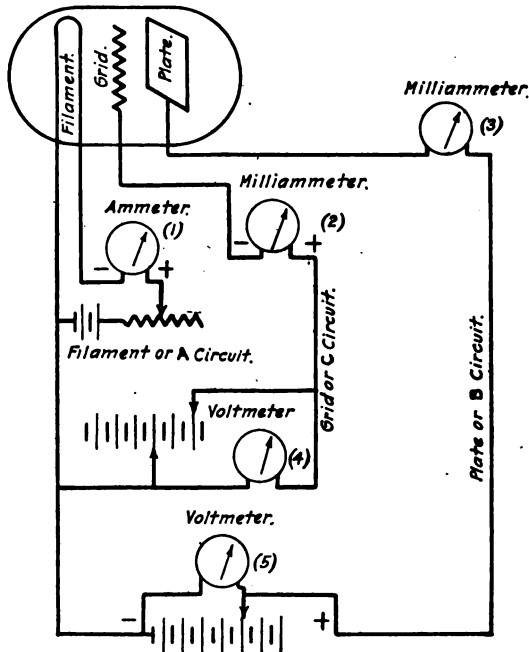 Filament.
Grid.
Plate.
Milliammeter.
(3)
Milliammeter.
(2)
- +
Ammeter.
(1)
- +
Filament or A Circuit.
Grid or C Circuit.
Plate or B Circuit.
Voltmeter
(4)
Voltmeter.
(5)
- +